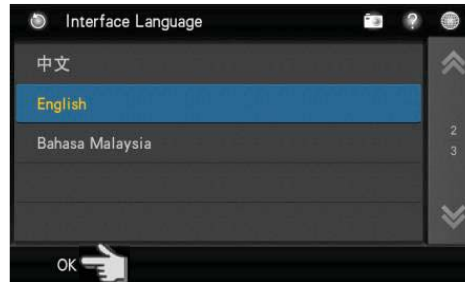 Interface Language
?
中文
English
Bahasa Malaysia
2
3
OK